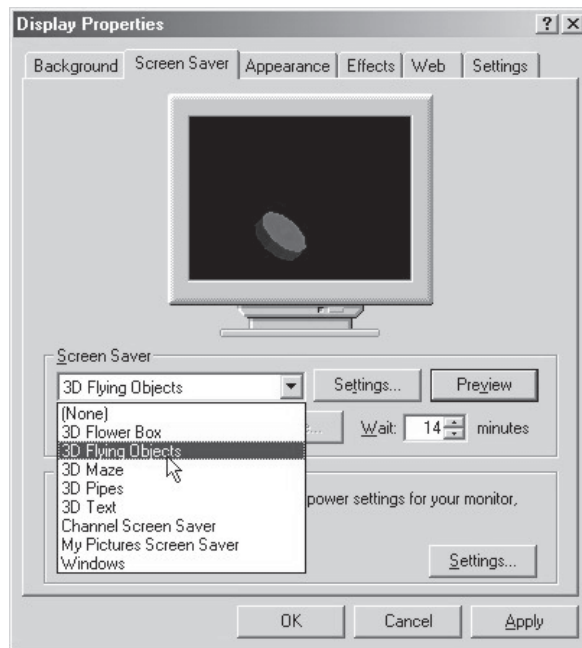 Display Properties
Background Screen Saver Appearance Effects Web Settings
Screen Saver
3D Flying Objects Settings... Preview
(None)
3D Flower Box
Wait: 14 minutes
3D Flying Objects
3D Maze
3D Pipes
3D Text
power settings for your monitor,
Channel Screen Saver
My Pictures Screen Saver
Windows
Settings...
OK Cancel Apply